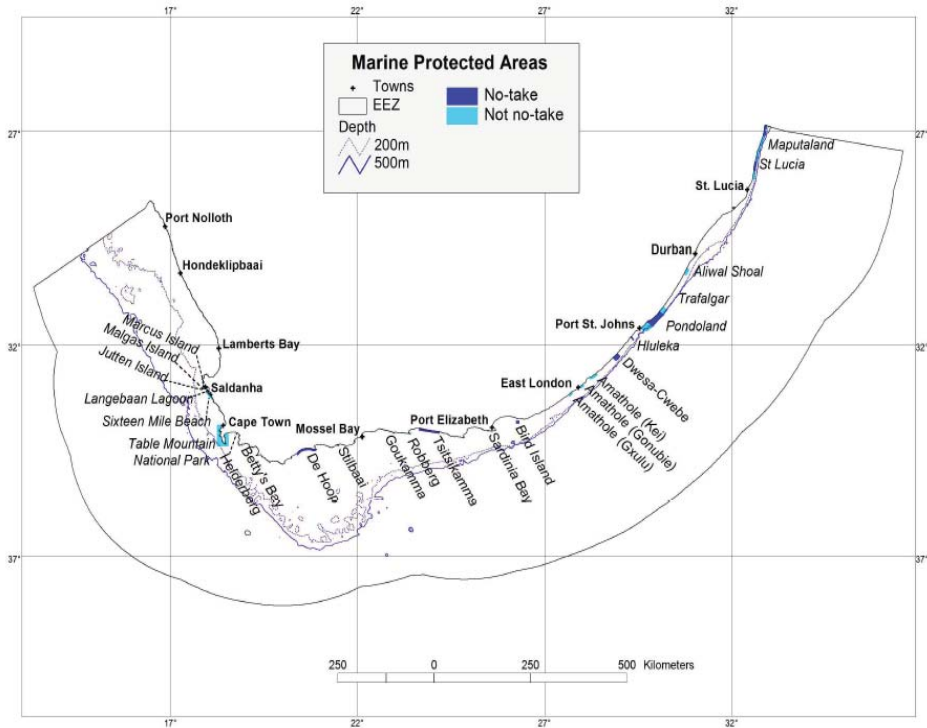 17°
22°
27°
32°
Marine Protected Areas
Towns
EEZ
Depth
200m
500m
No-take
Not no-take
27°
27°
Maputaland
St Lucia
St. Lucia
Port Nolloth
Durban
Hondeklipbaai
Aliwal Shoal
Trafalgar
Port St. Johns
Pondoland
32°
32°
Marcus Island
Malgas Island
Jutten Island
Lamberts Bay
Hluleka
Dwesa-Cwebe
Saldanha
Langebaan Lagoon
East London
Amathole (Kei)
Amathole (Gonubie)
Amathole (Gxulu)
Sixteen Mile Beach
Cape Town
Mossel Bay
Port Elizabeth
Table Mountain
National Park
Helderberg
Betty's Bay
De Hoop
Stilbaai
Goukamma
Robberg
Tsitsikamma
Sardinia Bay
Bird Island
37°
37°
250
0
250
500
Kilometers
17°
22°
27°
32°